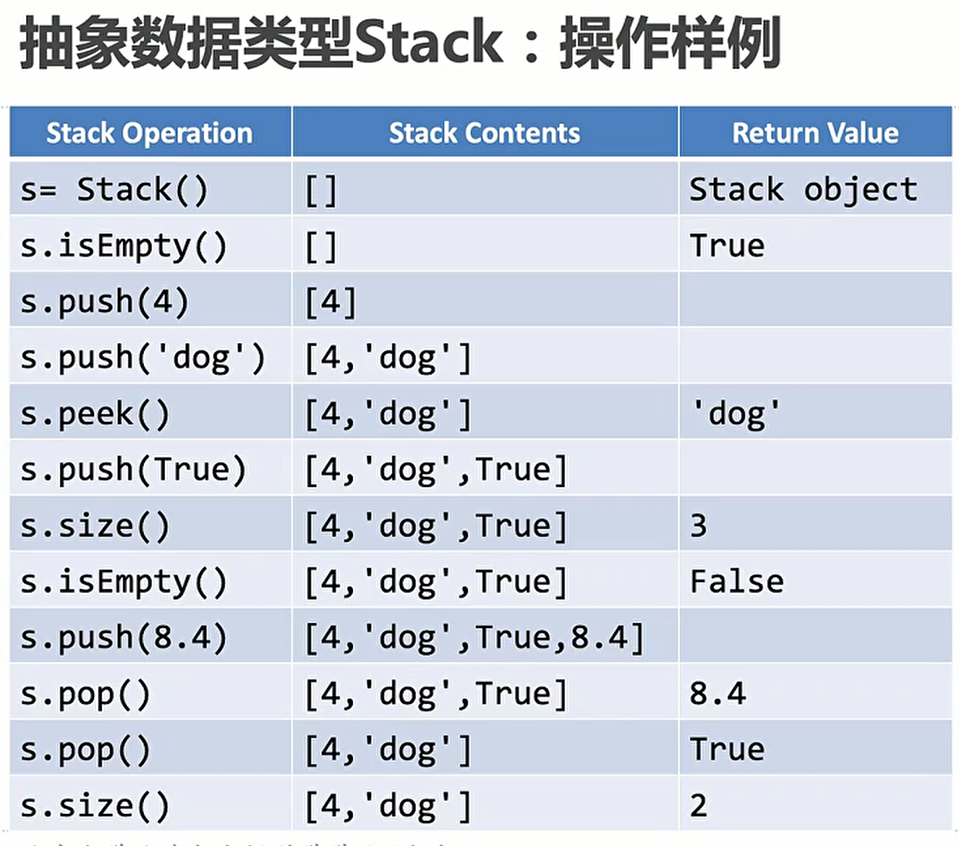 抽象数据类型Stack：操作样例
Stack Operation Stack Contents Return Value
s= Stack() [] Stack object
s.isEmpty() [] True
s.push(4) [4]
s.push('dog') [4,'dog']
s.peek() [4,'dog'] 'dog'
s.push(True) [4,'dog',True]
s.size() [4,'dog',True] 3
s.isEmpty() [4,'dog',True] False
s.push(8.4) [4,'dog',True,8.4]
s.pop() [4,'dog',True] 8.4
s.pop() [4,'dog'] True
s.size() [4,'dog'] 2